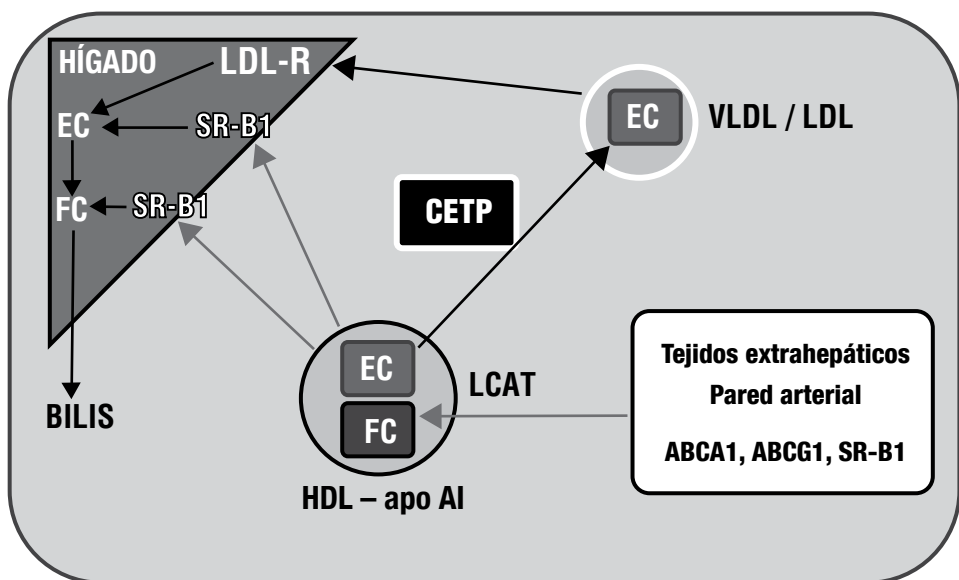 HÍGADO
LDL-R
EC
SR-B1
FC
SR-B1
BILIS
EC
VLDL / LDL
CETP
EC
FC
LCAT
HDL – apo AI
Tejidos extrahepáticos
Pared arterial
ABCA1, ABCG1, SR-B1